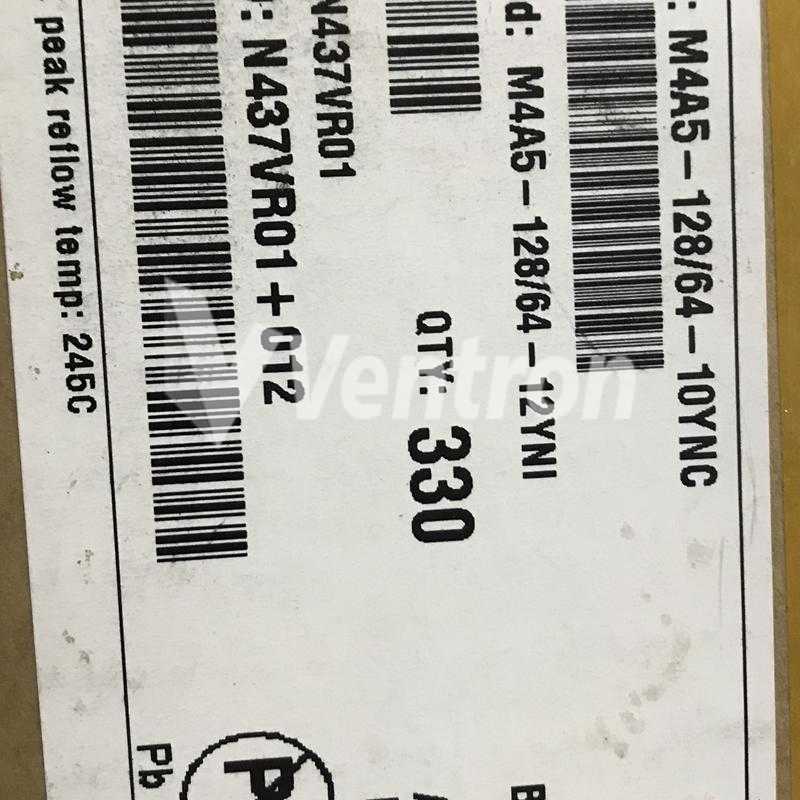 : M4A5-128/64-10YNC
d: M4A5-128/64-12YNI
QTY: 330
N437VR01
: N437VR01+012
peak reflow temp: 245C
Pb
P
B
Ventron